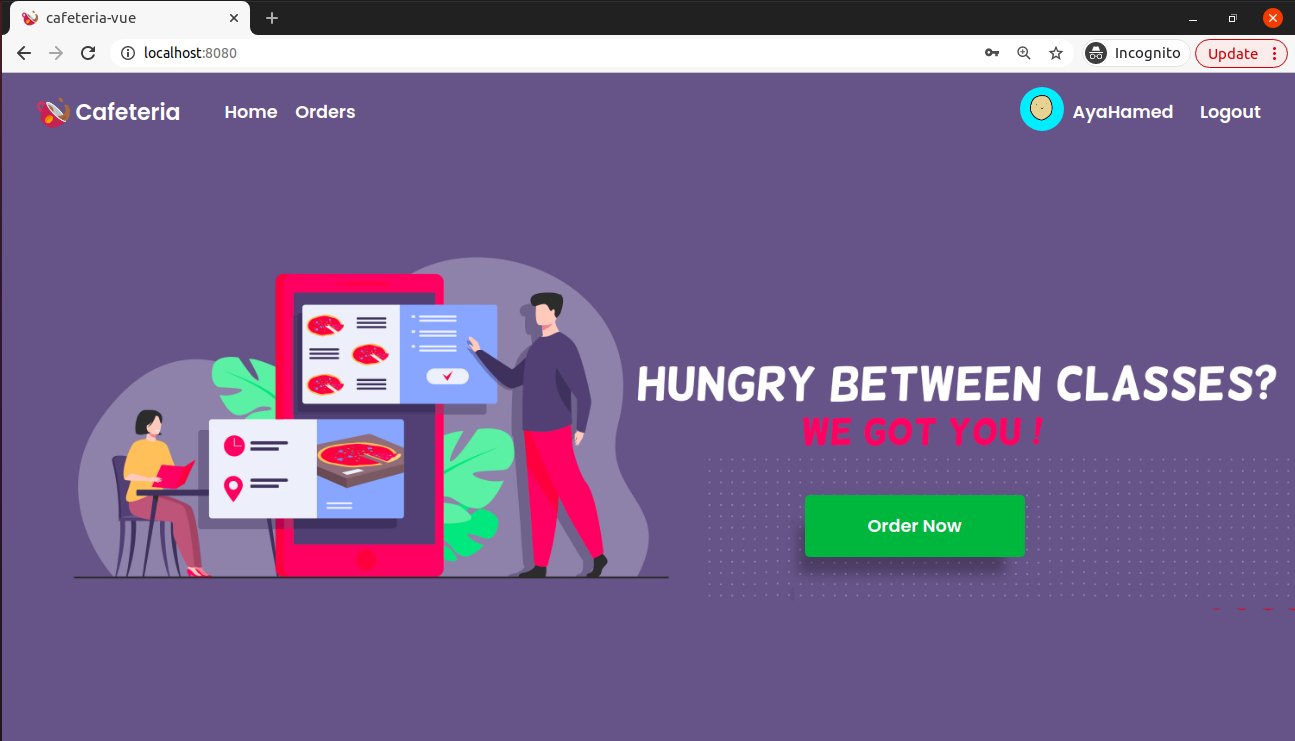 cafeteria-vue
localhost:8080
Incognito
Update
Cafeteria
Home
Orders
AyaHamed
Logout
HUNGRY BETWEEN CLASSES?
WE GOT YOU !
Order Now